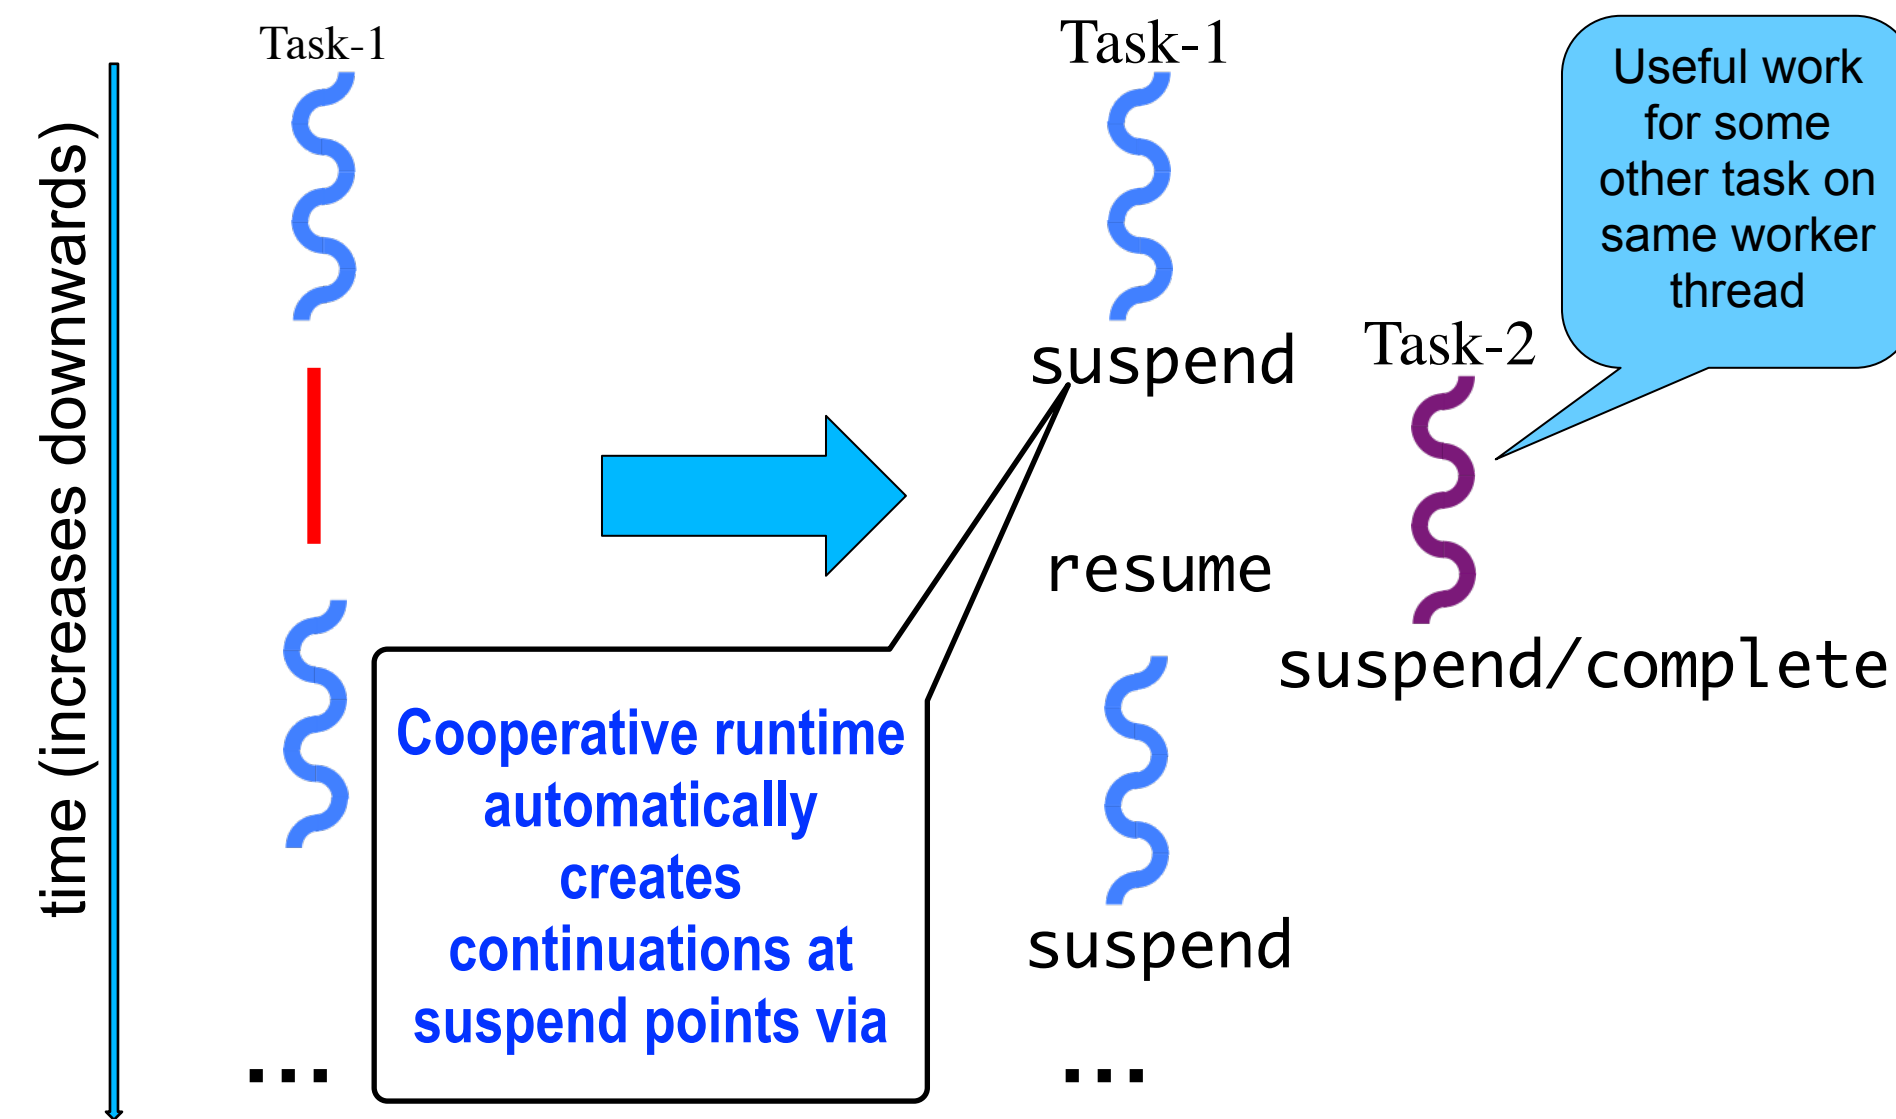 time (increases downwards)
Task-1
...
Task-1
suspend
resume
suspend
...
Task-2
suspend/complete
Useful work
for some
other task on
same worker
thread
Cooperative runtime
automatically
creates
continuations at
suspend points via